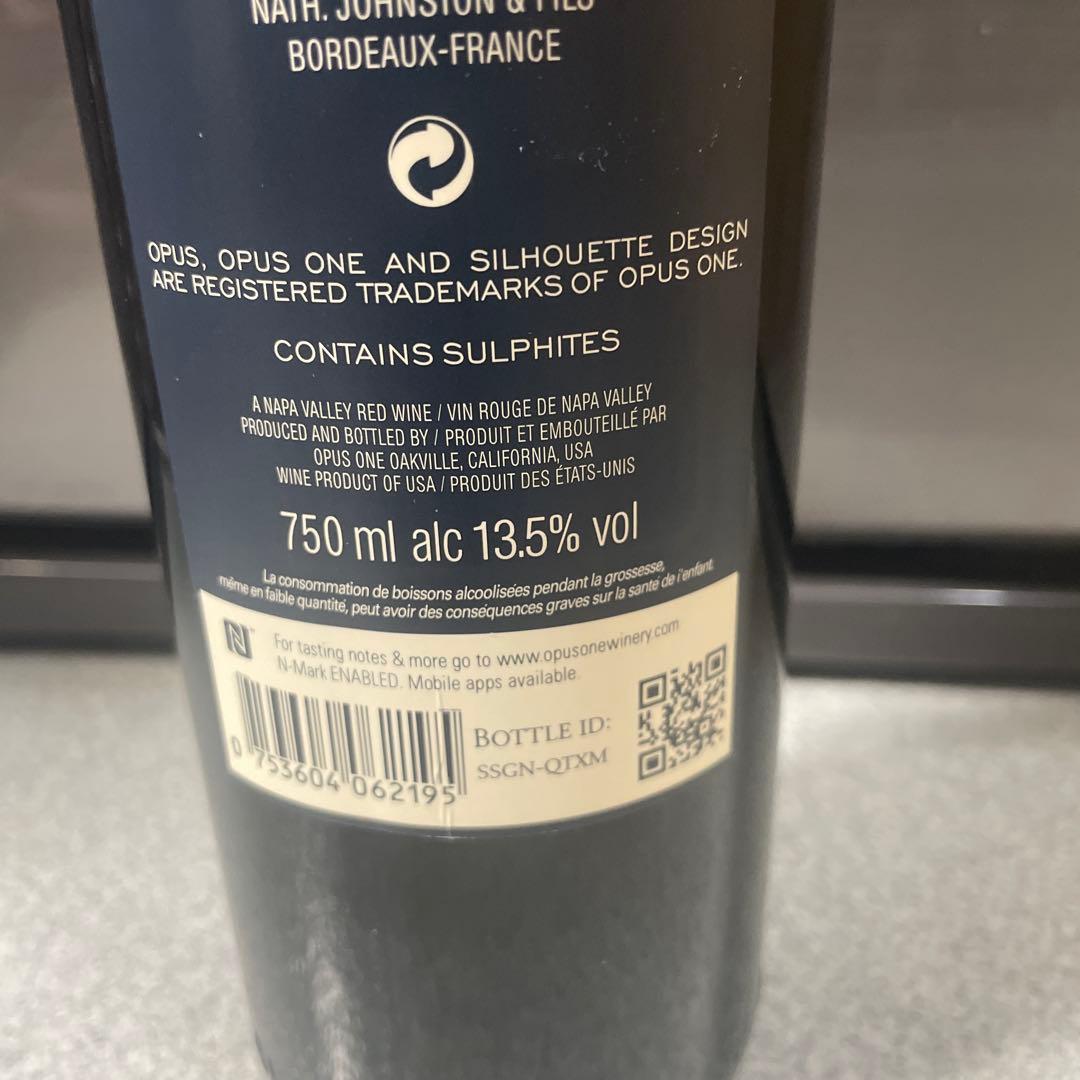 NATH. JOHNSTON & FILS
BORDEAUX-FRANCE
OPUS, OPUS ONE AND SILHOUETTE DESIGN
ARE REGISTERED TRADEMARKS OF OPUS ONE.
CONTAINS SULPHITES
A NAPA VALLEY RED WINE / VIN ROUGE DE NAPA VALLEY
PRODUCED AND BOTTLED BY / PRODUIT ET EMBOUTEILLÉ PAR
OPUS ONE OAKVILLE, CALIFORNIA, USA
WINE PRODUCT OF USA / PRODUIT DES ÉTATS-UNIS
750 ml alc 13.5% vol
La consommation de boissons alcoolisées pendant la grossesse,
même en faible quantité, peut avoir des conséquences graves sur la santé de l'enfant.
N™ For tasting notes & more go to www.opusonewinery.com
N-Mark ENABLED. Mobile apps available.
BOTTLE ID:
SSGN-QTXM
0 753604 062195